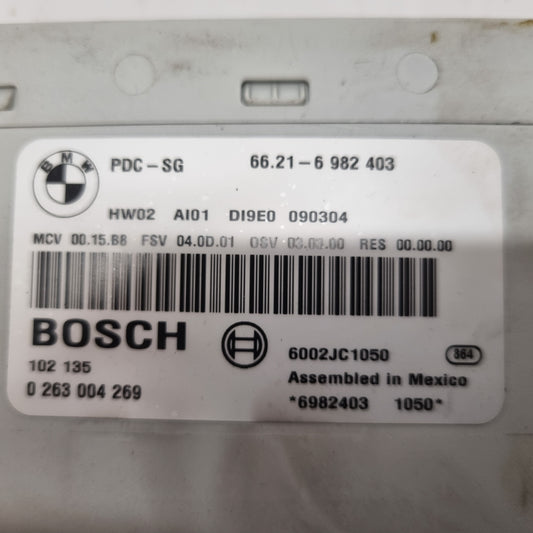 BMW
PDC-SG 66.21-6 982 403
HW02 AI01 DI9E0 090304
MCV 00.15.B8 FSV 04.0D.01 OSV 03.03.00 RES 00.00.00
BOSCH
6002JC1050 364
102 135
Assembled in Mexico
0 263 004 269
*6982403 1050*